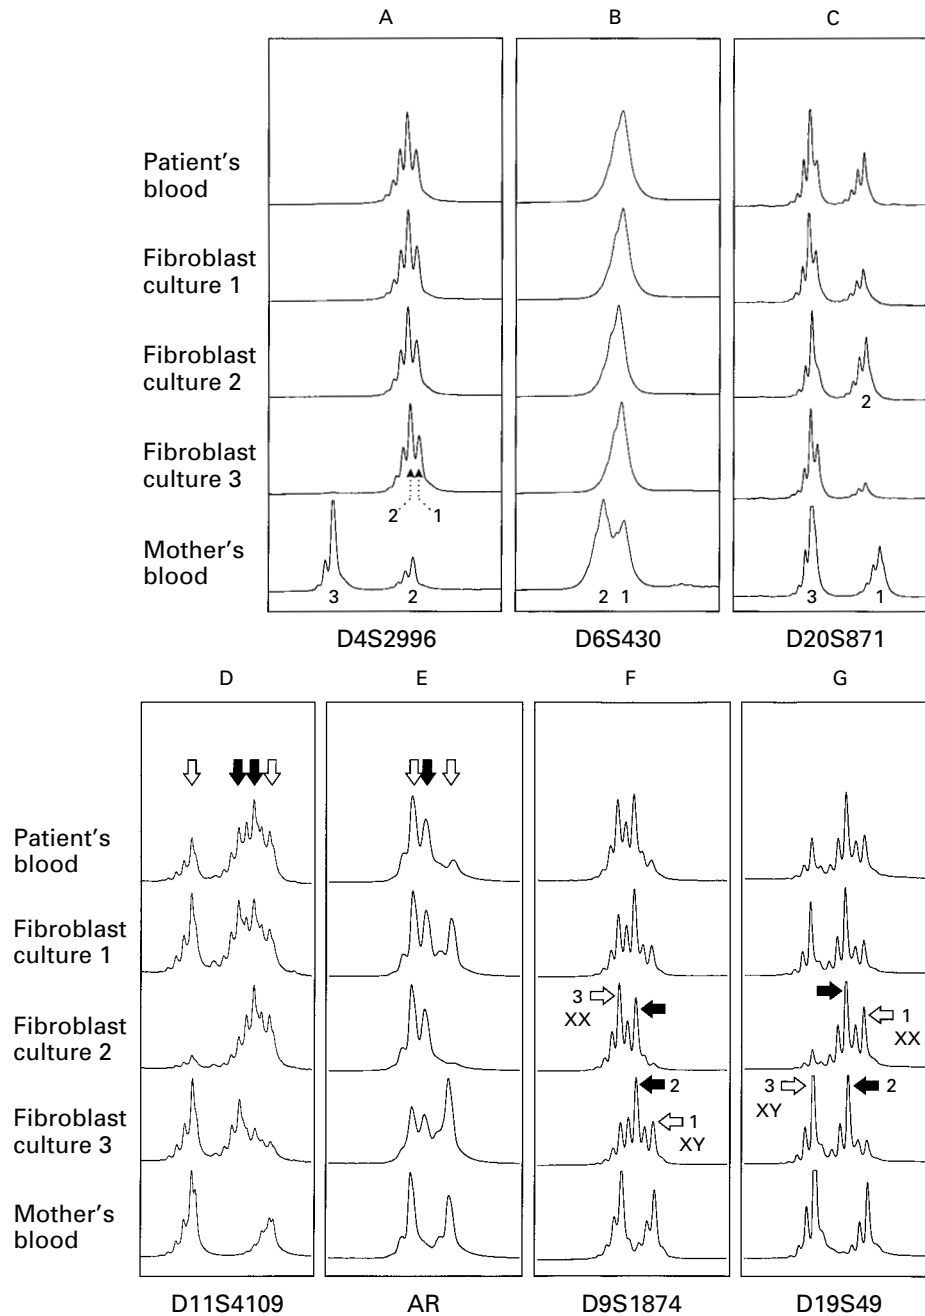 A B C
Patient's
blood
Fibroblast
culture 1
Fibroblast
culture 2
2
Fibroblast
culture 3
2 1
Mother's
blood
3 2 2 1 3 1
D4S2996 D6S430 D20S871
D E F G
Patient's
blood
Fibroblast
culture 1
Fibroblast
culture 2
3
XX
1
XX
Fibroblast
culture 3
2
1
XY
3
XY
2
Mother's
blood
D11S4109 AR D9S1874 D19S49